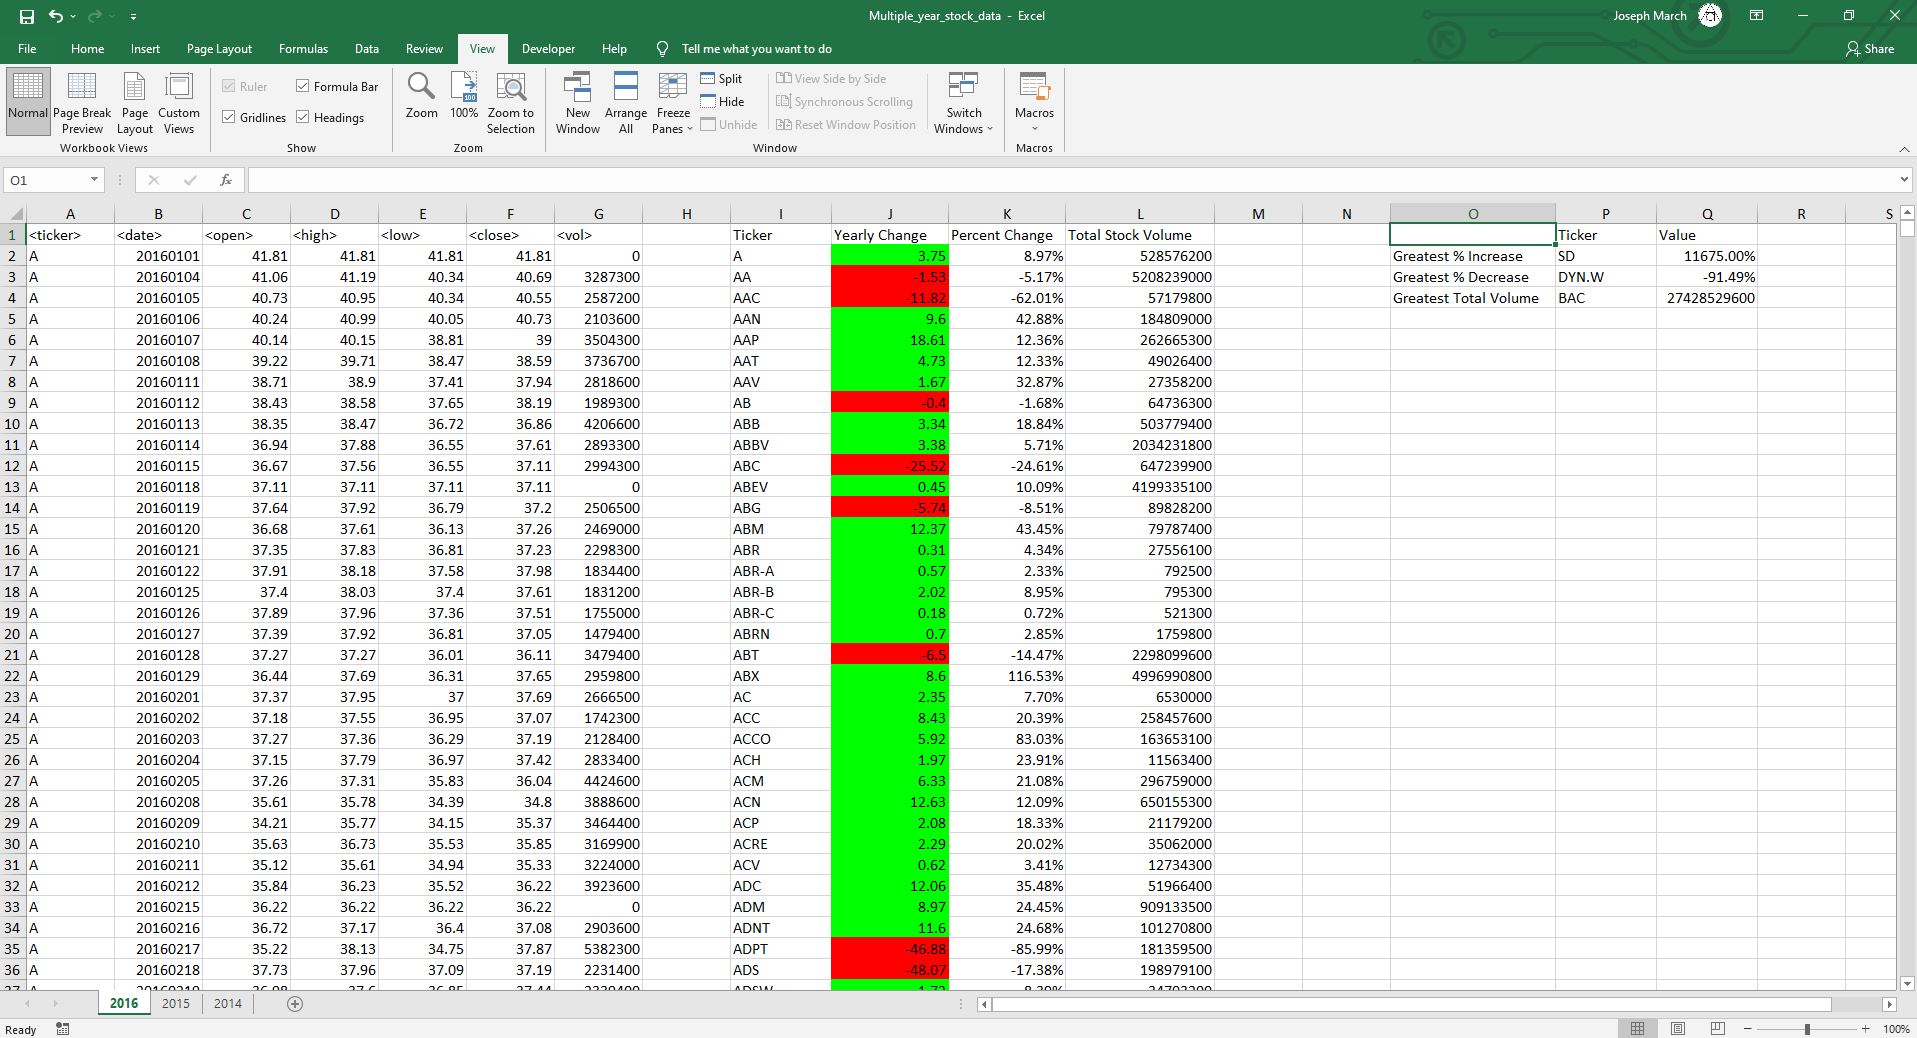 Multiple_year_stock_data - Excel
Joseph March
File Home Insert Page Layout Formulas Data Review View Developer Help Tell me what you want to do Share
Normal Page Break Preview Page Layout Custom Views
Ruler Formula Bar
Gridlines Headings
Zoom 100% Zoom to Selection
New Window Arrange All Freeze Panes
Split
Hide
Unhide
View Side by Side
Synchronous Scrolling
Reset Window Position
Switch Windows
Macros
Workbook Views Show Zoom Window Macros
O1 fx
A B C D E F G H I J K L M N O P Q R S
1 <ticker> <date> <open> <high> <low> <close> <vol> Ticker Yearly Change Percent Change Total Stock Volume Ticker Value
2 A 20160101 41.81 41.81 41.81 41.81 0 A 3.75 8.97% 528576200 Greatest % Increase SD 11675.00%
3 A 20160104 41.06 41.19 40.34 40.69 3287300 AA -1.53 -5.17% 5208239000 Greatest % Decrease DYN.W -91.49%
4 A 20160105 40.73 40.95 40.34 40.55 2587200 AAC -11.82 -62.01% 57179800 Greatest Total Volume BAC 27428529600
5 A 20160106 40.24 40.99 40.05 40.73 2103600 AAN 9.6 42.88% 184809000
6 A 20160107 40.14 40.15 38.81 39 3504300 AAP 18.61 12.36% 262665300
7 A 20160108 39.22 39.71 38.47 38.59 3736700 AAT 4.73 12.33% 49026400
8 A 20160111 38.71 38.9 37.41 37.94 2818600 AAV 1.67 32.87% 27358200
9 A 20160112 38.43 38.58 37.65 38.19 1989300 AB -0.4 -1.68% 64736300
10 A 20160113 38.35 38.47 36.72 36.86 4206600 ABB 3.34 18.84% 503779400
11 A 20160114 36.94 37.88 36.55 37.61 2893300 ABBV 3.38 5.71% 2034231800
12 A 20160115 36.67 37.56 36.55 37.11 2994300 ABC -25.52 -24.61% 647239900
13 A 20160118 37.11 37.11 37.11 37.11 0 ABEV 0.45 10.09% 4199335100
14 A 20160119 37.64 37.92 36.79 37.2 2506500 ABG -5.74 -8.51% 89828200
15 A 20160120 36.68 37.61 36.13 37.26 2469000 ABM 12.37 43.45% 79787400
16 A 20160121 37.35 37.83 36.81 37.23 2298300 ABR 0.31 4.34% 27556100
17 A 20160122 37.91 38.18 37.58 37.98 1834400 ABR-A 0.57 2.33% 792500
18 A 20160125 37.4 38.03 37.4 37.61 1831200 ABR-B 2.02 8.95% 795300
19 A 20160126 37.89 37.96 37.36 37.51 1755000 ABR-C 0.18 0.72% 521300
20 A 20160127 37.39 37.92 36.81 37.05 1479400 ABRN 0.7 2.85% 1759800
21 A 20160128 37.27 37.27 36.01 36.11 3479400 ABT -6.5 -14.47% 2298099600
22 A 20160129 36.44 37.69 36.31 37.65 2959800 ABX 8.6 116.53% 4996990800
23 A 20160201 37.37 37.95 37 37.69 2666500 AC 2.35 7.70% 6530000
24 A 20160202 37.18 37.55 36.95 37.07 1742300 ACC 8.43 20.39% 258457600
25 A 20160203 37.27 37.36 36.29 37.19 2128400 ACCO 5.92 83.03% 163653100
26 A 20160204 37.15 37.79 36.97 37.42 2833400 ACH 1.97 23.91% 11563400
27 A 20160205 37.26 37.31 35.83 36.04 4424600 ACM 6.33 21.08% 296759000
28 A 20160208 35.61 35.78 34.39 34.8 3888600 ACN 12.63 12.09% 650155300
29 A 20160209 34.21 35.77 34.15 35.37 3464400 ACP 2.08 18.33% 21179200
30 A 20160210 35.63 36.73 35.53 35.85 3169900 ACRE 2.29 20.02% 35062000
31 A 20160211 35.12 35.61 34.94 35.33 3224000 ACV 0.62 3.41% 12734300
32 A 20160212 35.84 36.23 35.52 36.22 3923600 ADC 12.06 35.48% 51966400
33 A 20160215 36.22 36.22 36.22 36.22 0 ADM 8.97 24.45% 909133500
34 A 20160216 36.72 37.17 36.4 37.08 2903600 ADNT 11.6 24.68% 101270800
35 A 20160217 35.22 38.13 34.75 37.87 5382300 ADPT -46.88 -85.99% 181359500
36 A 20160218 37.73 37.96 37.09 37.19 2231400 ADS -48.07 -17.38% 198979100
2016 2015 2014
Ready 100%